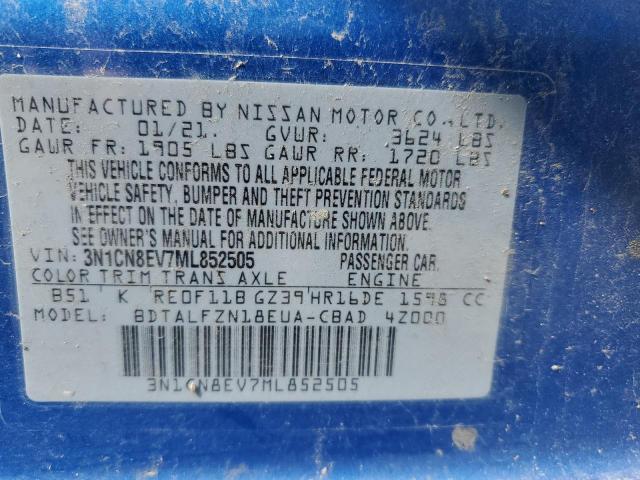 MANUFACTURED BY NISSAN MOTOR CO.,LTD.
DATE: 01/21 GVWR: 3624 LBS
GAWR FR: 1905 LBS GAWR RR: 1720 LBS
THIS VEHICLE CONFORMS TO ALL APPLICABLE FEDERAL MOTOR
VEHICLE SAFETY, BUMPER AND THEFT PREVENTION STANDARDS
IN EFFECT ON THE DATE OF MANUFACTURE SHOWN ABOVE.
SEE OWNER'S MANUAL FOR ADDITIONAL INFORMATION
VIN: 3N1CN8EV7ML852505 PASSENGER CAR
COLOR TRIM TRANS AXLE ENGINE
B51 K RE0F11B GZ39 HR16DE 1598 CC
MODEL: BDTALFZN18EUA-CBAD 4Z000
3N1CN8EV7ML852505